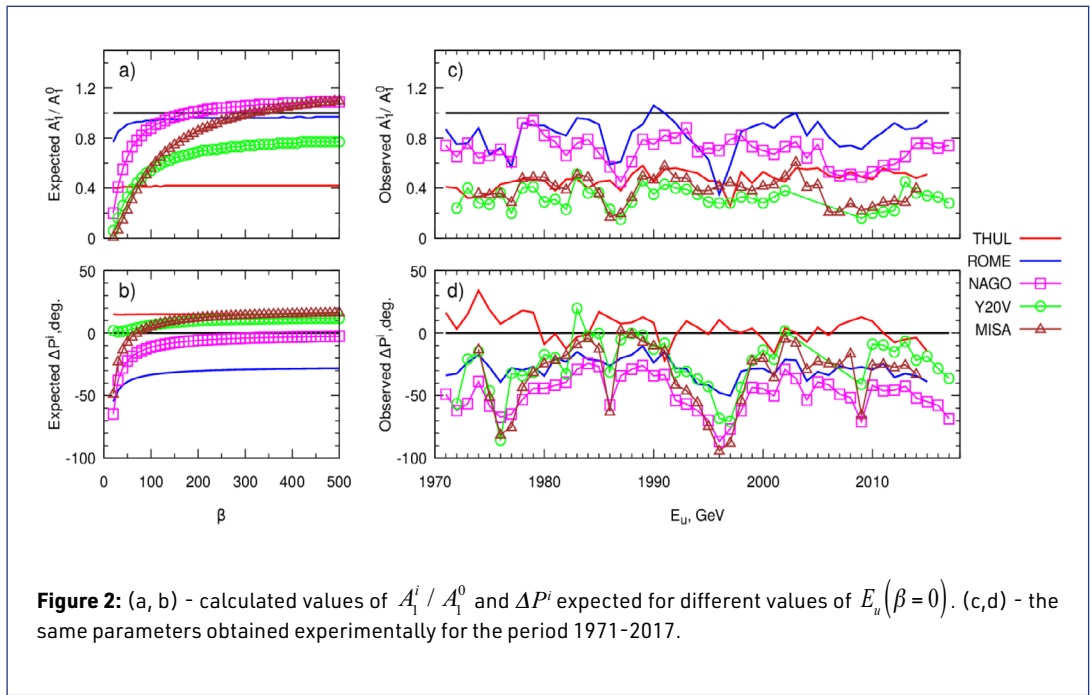 a)
Expected A₁ⁱ/ A₁⁰
1.2
0.8
0.4
0
c)
Observed A₁ⁱ/ A₁⁰
1.2
0.8
0.4
0
b)
Expected ΔPⁱ,deg.
50
0
-50
-100
0 100 200 300 400 500
β
d)
Observed ΔPⁱ,deg.
50
0
-50
-100
1970 1980 1990 2000 2010
E_u, GeV
THUL
ROME
NAGO
Y20V
MISA
Figure 2: (a, b) - calculated values of A₁ⁱ / A₁⁰ and ΔPⁱ expected for different values of E_u(β = 0). (c,d) - the
same parameters obtained experimentally for the period 1971-2017.